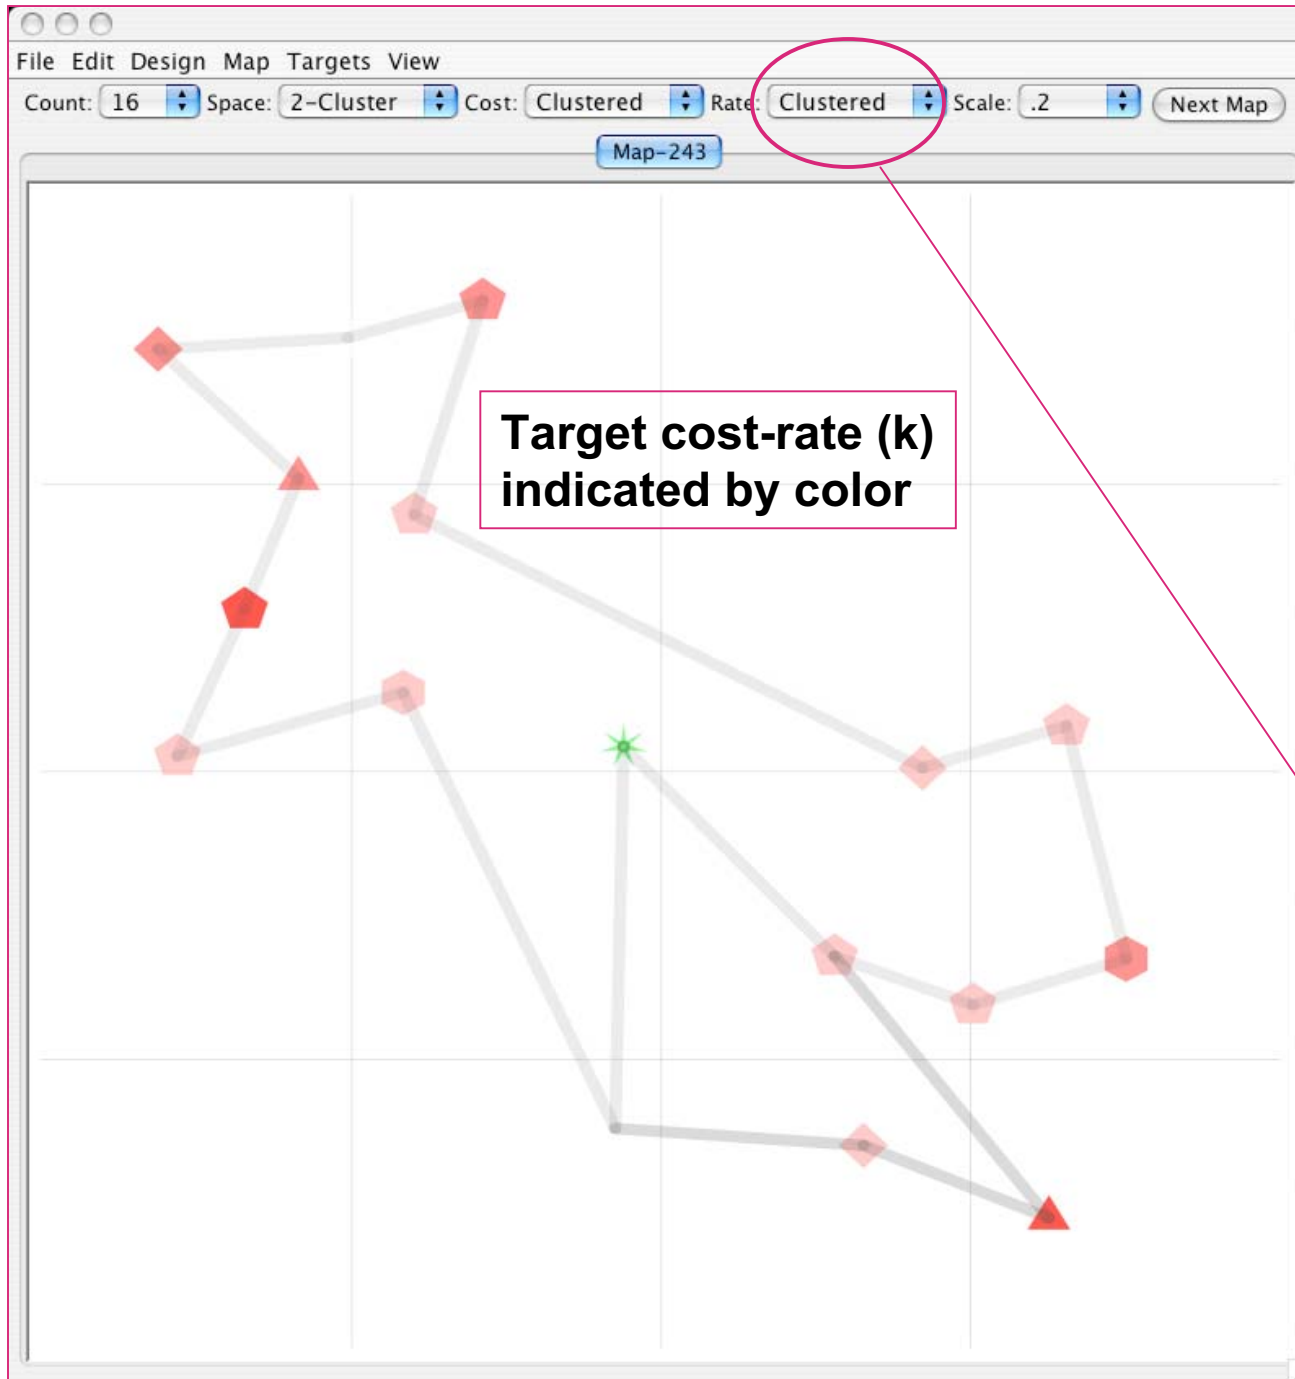 File Edit Design Map Targets View
Count: 16 Space: 2-Cluster Cost: Clustered Rate: Clustered Scale: .2 Next Map
Map-243
Target cost-rate (k)
indicated by color